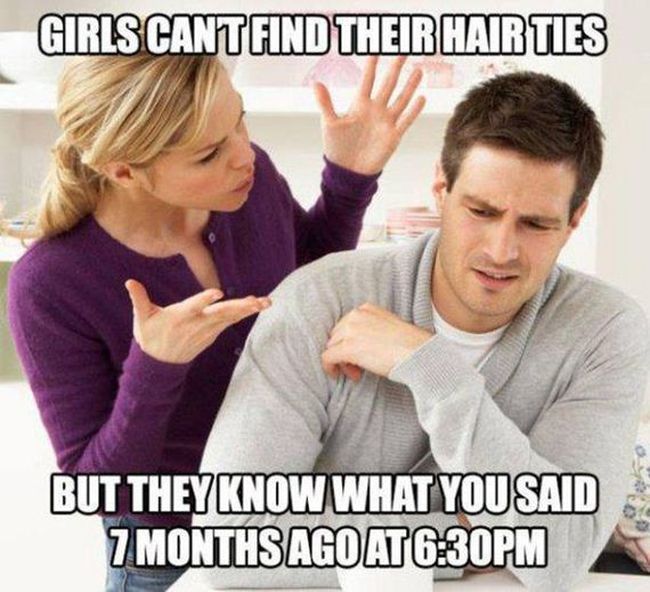 GIRLS CAN'T FIND THEIR HAIR TIES
BUT THEY KNOW WHAT YOU SAID
7 MONTHS AGO AT 6:30PM